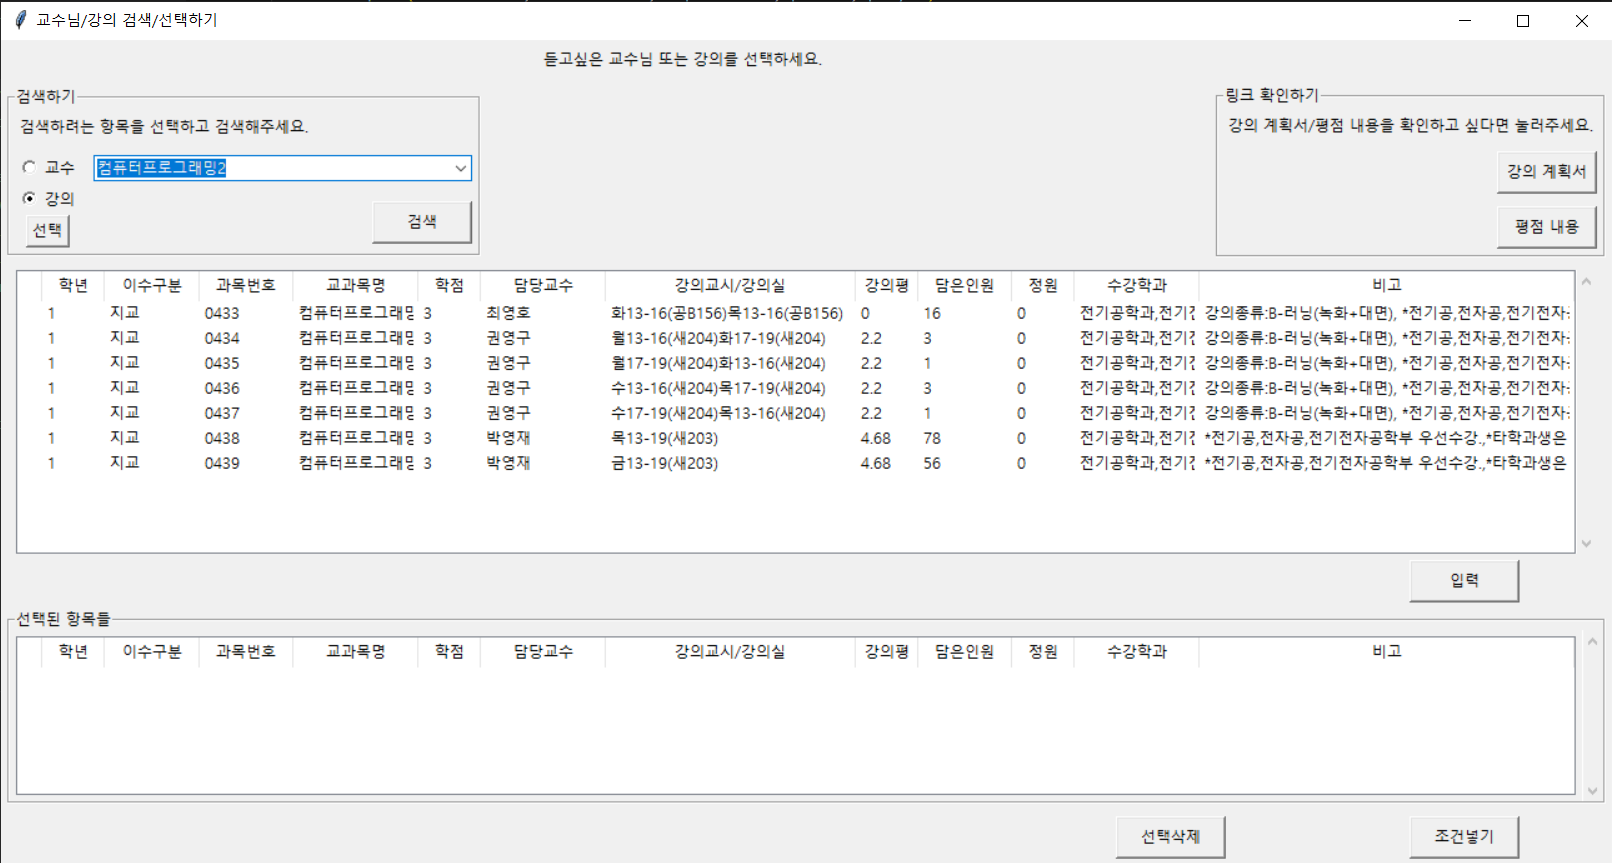 교수님/강의 검색/선택하기
듣고싶은 교수님 또는 강의를 선택하세요.
검색하기
검색하려는 항목을 선택하고 검색해주세요.
교수 컴퓨터프로그래밍2
강의
선택 검색
링크 확인하기
강의 계획서/평점 내용을 확인하고 싶다면 눌러주세요.
강의 계획서
평점 내용
학년 이수구분 과목번호 교과목명 학점 담당교수 강의교시/강의실 강의평 담은인원 정원 수강학과 비고
1 지교 0433 컴퓨터프로그래밍 3 최영호 화13-16(공B156)목13-16(공B156) 0 16 0 전기공학과,전기전 강의종류:B-러닝(녹화+대면), *전기공,전자공,전기전자공
1 지교 0434 컴퓨터프로그래밍 3 권영구 월13-16(새204)화17-19(새204) 2.2 3 0 전기공학과,전기전 강의종류:B-러닝(녹화+대면), *전기공,전자공,전기전자공
1 지교 0435 컴퓨터프로그래밍 3 권영구 월17-19(새204)화13-16(새204) 2.2 1 0 전기공학과,전기전 강의종류:B-러닝(녹화+대면), *전기공,전자공,전기전자공
1 지교 0436 컴퓨터프로그래밍 3 권영구 수13-16(새204)목17-19(새204) 2.2 3 0 전기공학과,전기전 강의종류:B-러닝(녹화+대면), *전기공,전자공,전기전자공
1 지교 0437 컴퓨터프로그래밍 3 권영구 수17-19(새204)목13-16(새204) 2.2 1 0 전기공학과,전기전 강의종류:B-러닝(녹화+대면), *전기공,전자공,전기전자공
1 지교 0438 컴퓨터프로그래밍 3 박영재 목13-19(새203) 4.68 78 0 전기공학과,전기전 *전기공,전자공,전기전자공학부 우선수강.,*타학과생은
1 지교 0439 컴퓨터프로그래밍 3 박영재 금13-19(새203) 4.68 56 0 전기공학과,전기전 *전기공,전자공,전기전자공학부 우선수강.,*타학과생은
입력
선택된 항목들
학년 이수구분 과목번호 교과목명 학점 담당교수 강의교시/강의실 강의평 담은인원 정원 수강학과 비고
선택삭제 조건넣기